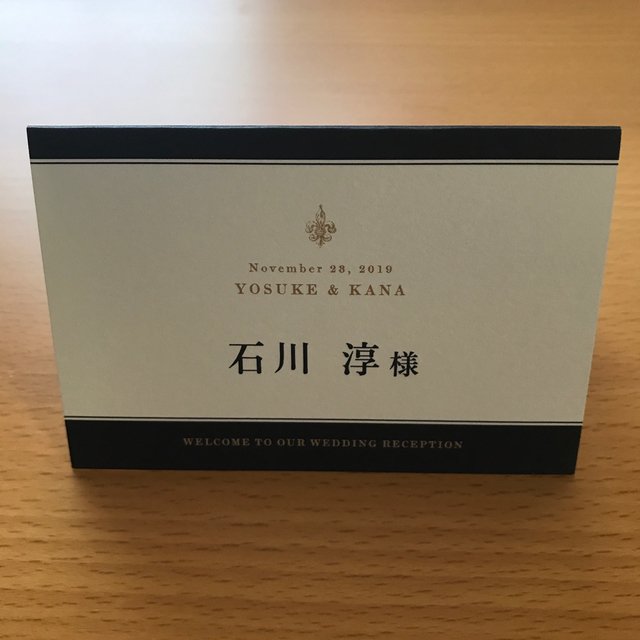 November 23, 2019
YOSUKE & KANA
石川 淳 様
WELCOME TO OUR WEDDING RECEPTION